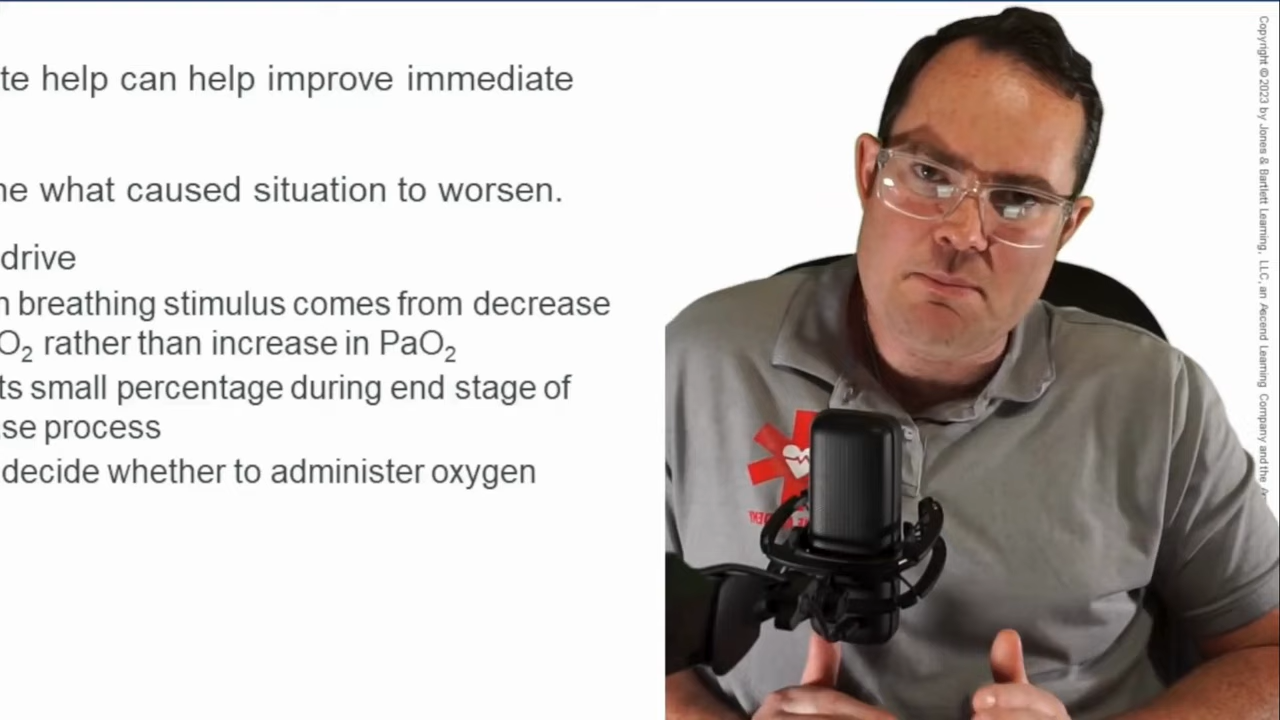 te help can help improve immediate
ne what caused situation to worsen.
drive
n breathing stimulus comes from decrease
O₂ rather than increase in PaO₂
ts small percentage during end stage of
se process
decide whether to administer oxygen
Copyright ©2023 by Jones & Bartlett Learning, LLC, an Ascend Learning Company and the